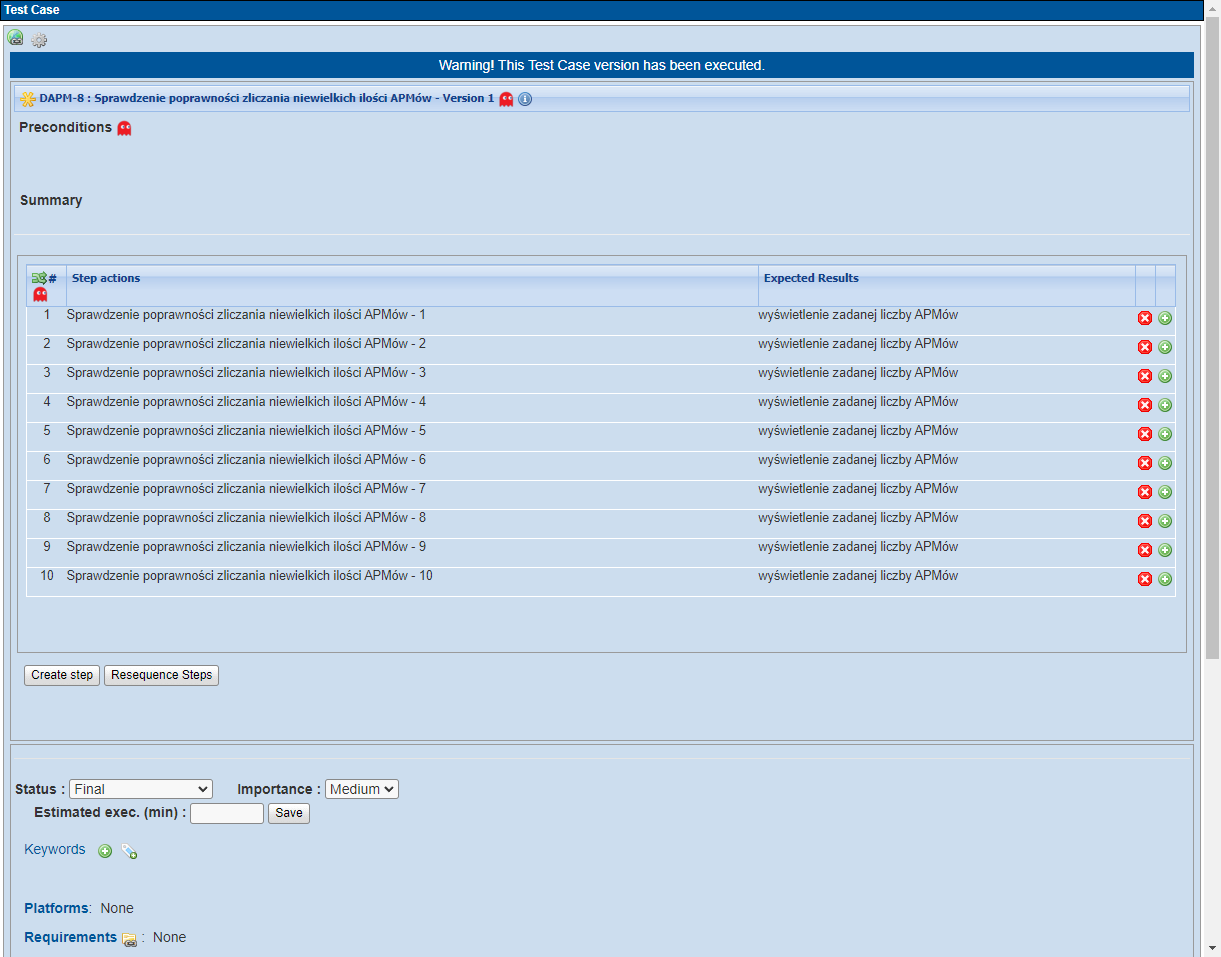 Test Case
Warning! This Test Case version has been executed.
DAPM-8 : Sprawdzenie poprawności zliczania niewielkich ilości APMów - Version 1
Preconditions
Summary
# Step actions Expected Results
1 Sprawdzenie poprawności zliczania niewielkich ilości APMów - 1 wyświetlenie zadanej liczby APMów
2 Sprawdzenie poprawności zliczania niewielkich ilości APMów - 2 wyświetlenie zadanej liczby APMów
3 Sprawdzenie poprawności zliczania niewielkich ilości APMów - 3 wyświetlenie zadanej liczby APMów
4 Sprawdzenie poprawności zliczania niewielkich ilości APMów - 4 wyświetlenie zadanej liczby APMów
5 Sprawdzenie poprawności zliczania niewielkich ilości APMów - 5 wyświetlenie zadanej liczby APMów
6 Sprawdzenie poprawności zliczania niewielkich ilości APMów - 6 wyświetlenie zadanej liczby APMów
7 Sprawdzenie poprawności zliczania niewielkich ilości APMów - 7 wyświetlenie zadanej liczby APMów
8 Sprawdzenie poprawności zliczania niewielkich ilości APMów - 8 wyświetlenie zadanej liczby APMów
9 Sprawdzenie poprawności zliczania niewielkich ilości APMów - 9 wyświetlenie zadanej liczby APMów
10 Sprawdzenie poprawności zliczania niewielkich ilości APMów - 10 wyświetlenie zadanej liczby APMów
Create step Resequence Steps
Status : Final Importance : Medium
Estimated exec. (min) : Save
Keywords
Platforms: None
Requirements : None